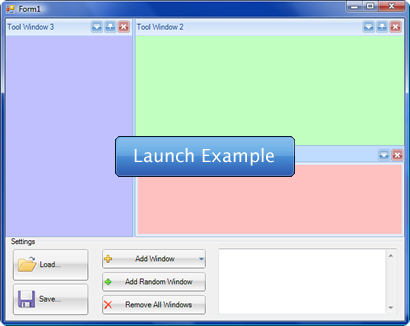 Form1
Tool Window 3
Tool Window 2
Launch Example
Settings
Load...
Add Window
Add Random Window
Save...
Remove All Windows